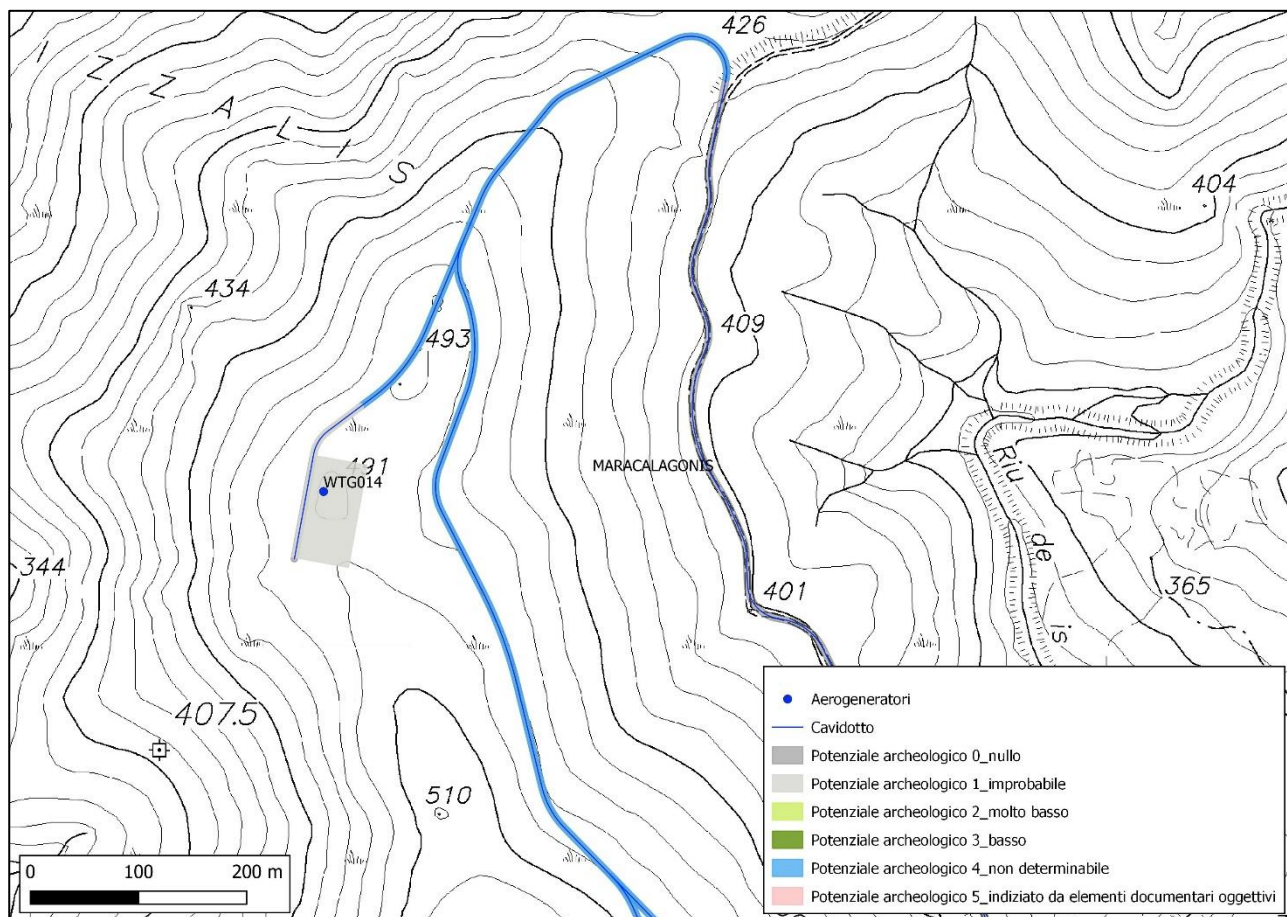 426
I Z Z A L I S
404
434
409
493
MARACALAGONIS
491
WTG014
Riu de is
344
401
365
407.5
510
Aerogeneratori
Cavidotto
Potenziale archeologico 0_nullo
Potenziale archeologico 1_improbabile
Potenziale archeologico 2_molto basso
Potenziale archeologico 3_basso
Potenziale archeologico 4_non determinabile
Potenziale archeologico 5_indiziato da elementi documentari oggettivi
0 100 200 m